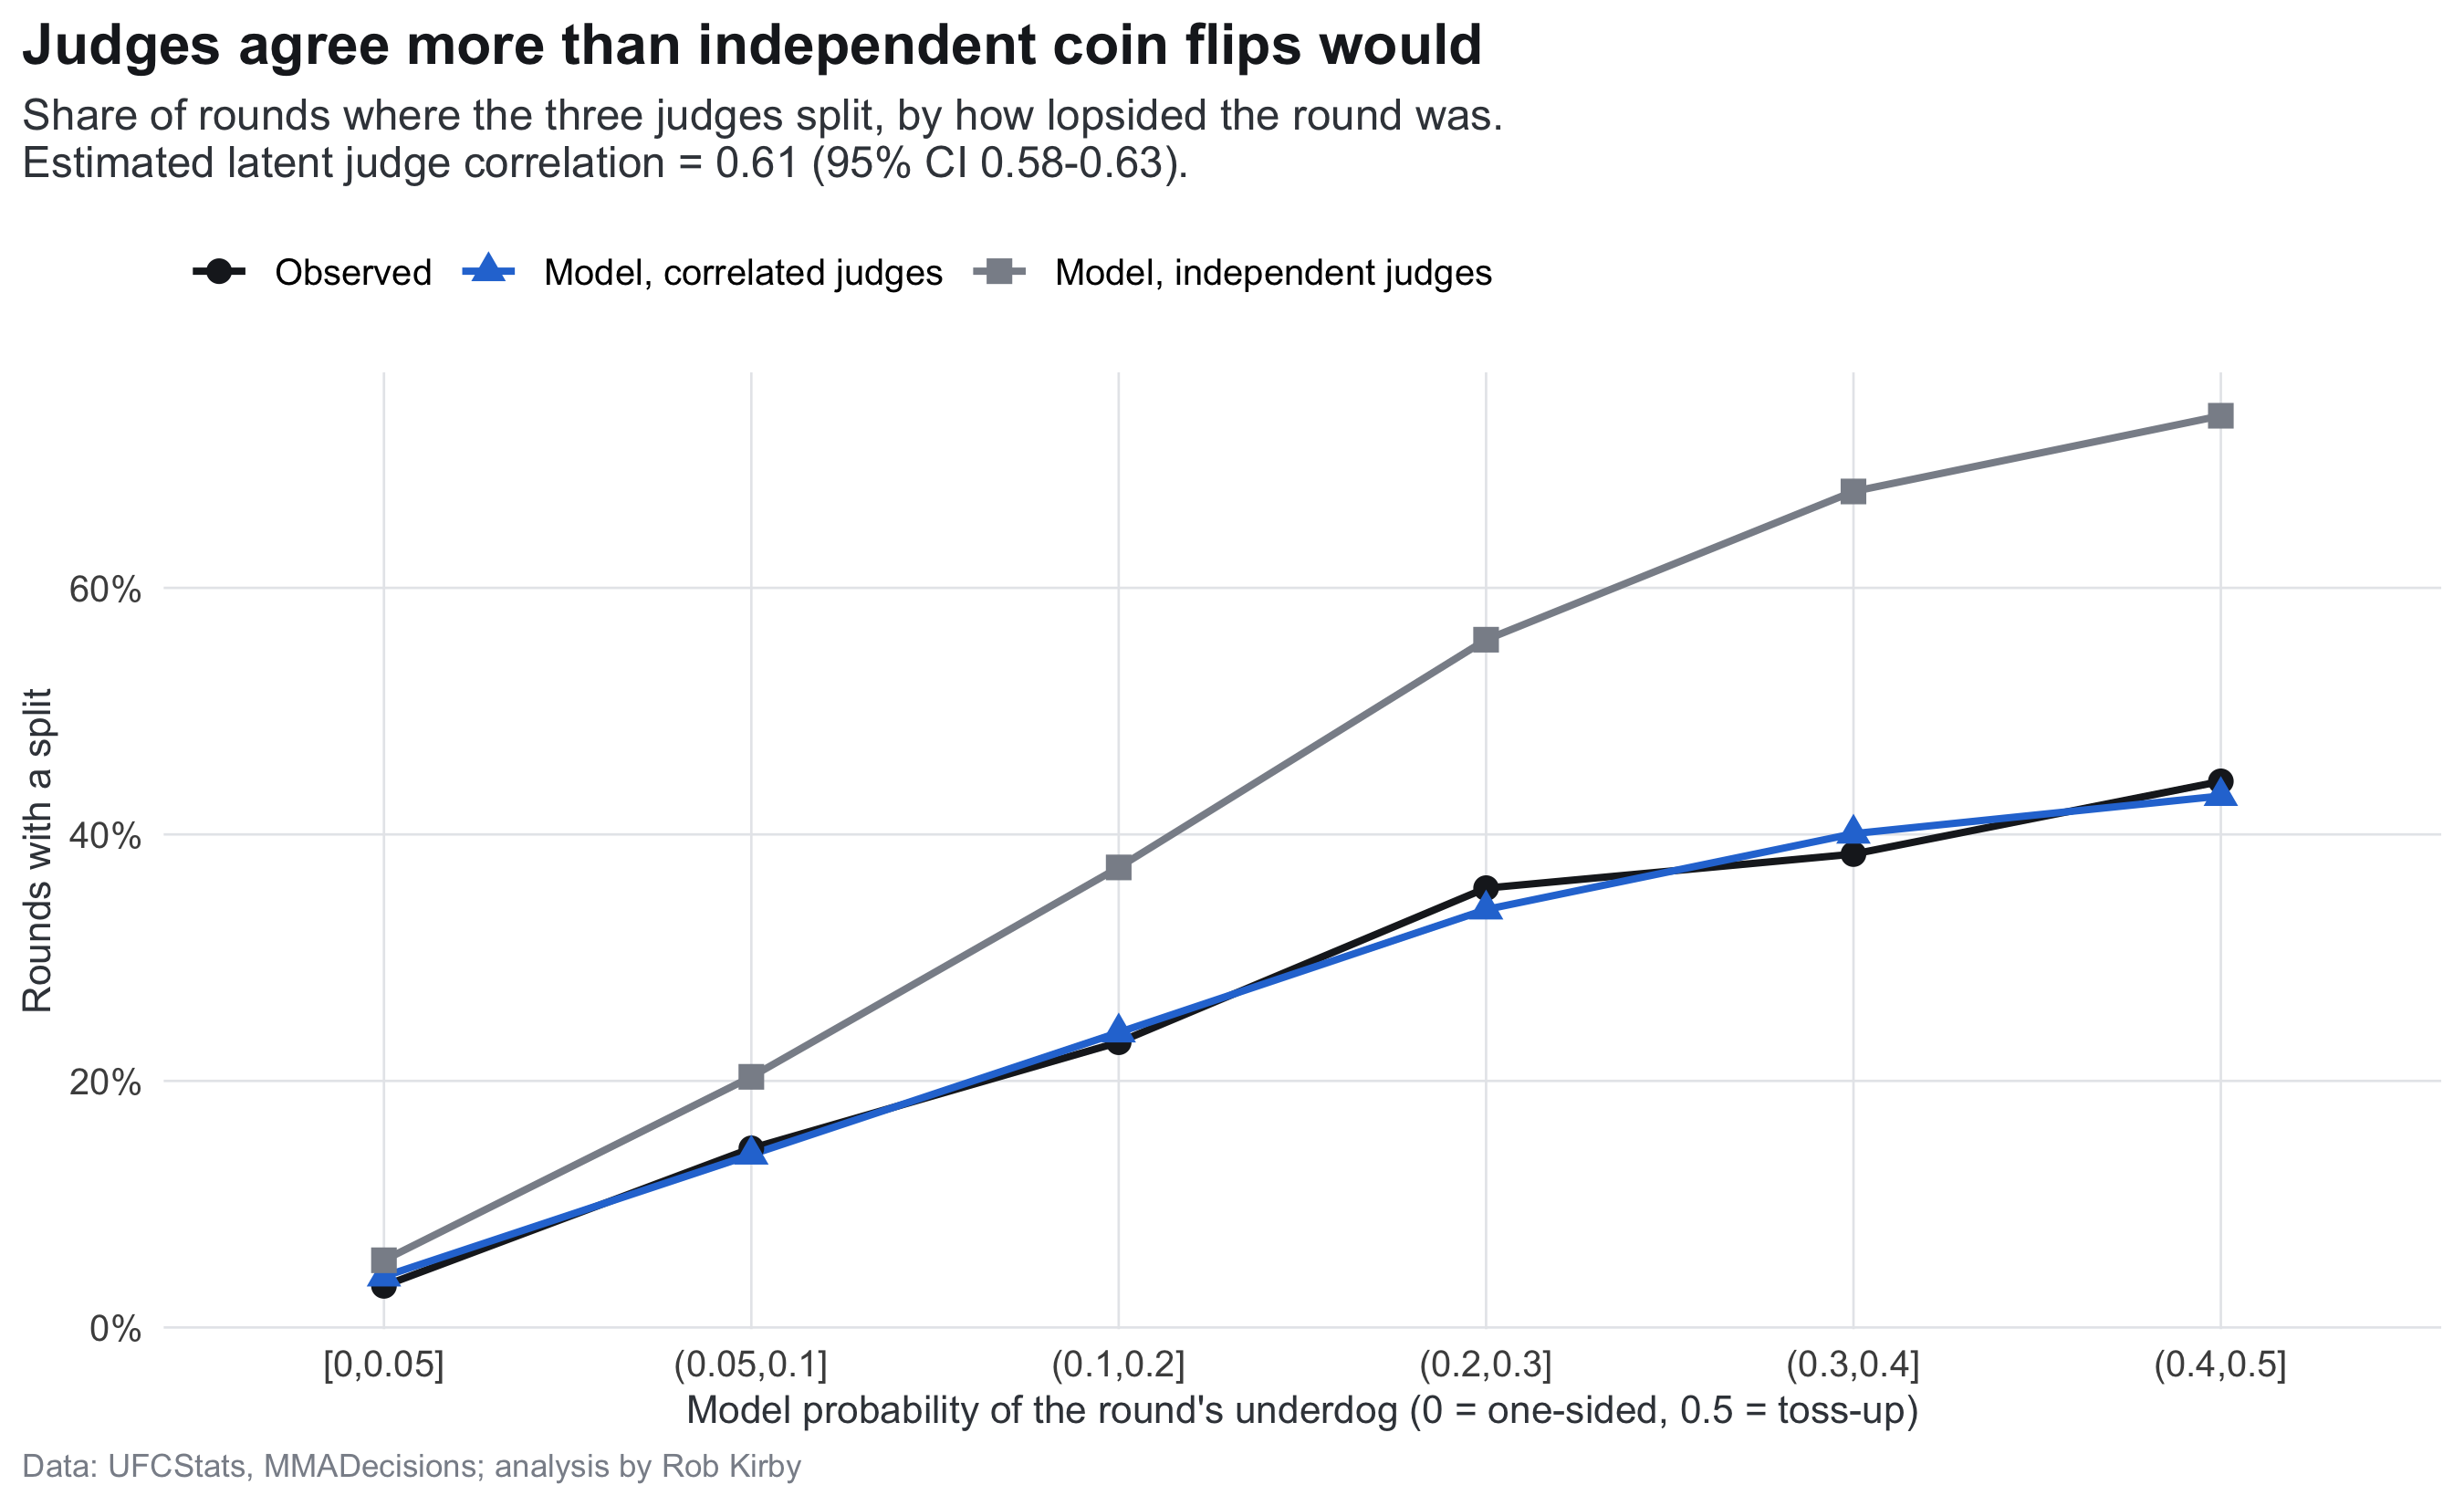 Judges agree more than independent coin flips would
Share of rounds where the three judges split, by how lopsided the round was.
Estimated latent judge correlation = 0.61 (95% CI 0.58-0.63).
Observed
Model, correlated judges
Model, independent judges
Rounds with a split
60%
40%
20%
0%
[0,0.05]
(0.05,0.1]
(0.1,0.2]
(0.2,0.3]
(0.3,0.4]
(0.4,0.5]
Model probability of the round's underdog (0 = one-sided, 0.5 = toss-up)
Data: UFCStats, MMADecisions; analysis by Rob Kirby